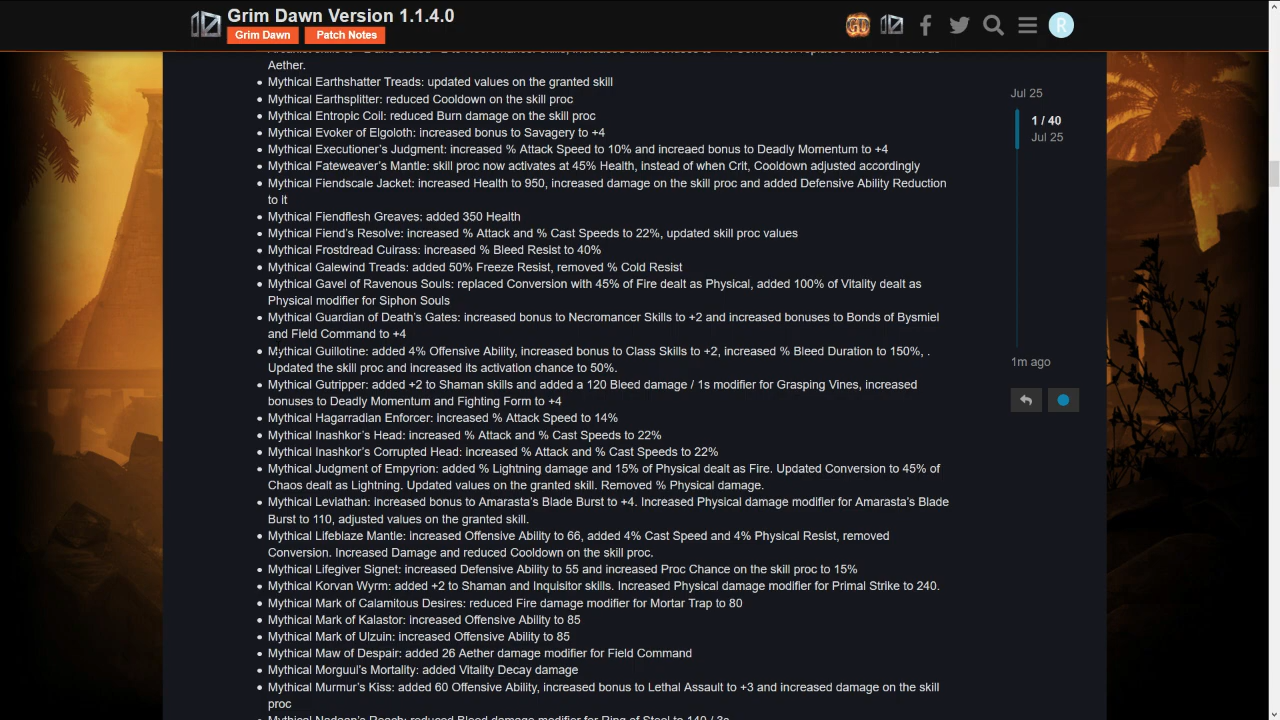 Grim Dawn Version 1.1.4.0
Grim Dawn Patch Notes
Aether.
Mythical Earthshatter Treads: updated values on the granted skill
Mythical Earthsplitter: reduced Cooldown on the skill proc
Mythical Entropic Coil: reduced Burn damage on the skill proc
Mythical Evoker of Elgoloth: increased bonus to Savagery to +4
Mythical Executioner's Judgment: increased % Attack Speed to 10% and increaed bonus to Deadly Momentum to +4
Mythical Fateweaver's Mantle: skill proc now activates at 45% Health, instead of when Crit, Cooldown adjusted accordingly
Mythical Fiendscale Jacket: increased Health to 950, increased damage on the skill proc and added Defensive Ability Reduction
to it
Mythical Fiendflesh Greaves: added 350 Health
Mythical Fiend's Resolve: increased % Attack and % Cast Speeds to 22%, updated skill proc values
Mythical Frostdread Cuirass: increased % Bleed Resist to 40%
Mythical Galewind Treads: added 50% Freeze Resist, removed % Cold Resist
Mythical Gavel of Ravenous Souls: replaced Conversion with 45% of Fire dealt as Physical, added 100% of Vitality dealt as
Physical modifier for Siphon Souls
Mythical Guardian of Death's Gates: increased bonus to Necromancer Skills to +2 and increased bonuses to Bonds of Bysmiel
and Field Command to +4
Mythical Guillotine: added 4% Offensive Ability, increased bonus to Class Skills to +2, increased % Bleed Duration to 150%, .
Updated the skill proc and increased its activation chance to 50%.
Mythical Gutripper: added +2 to Shaman skills and added a 120 Bleed damage / 1s modifier for Grasping Vines, increased
bonuses to Deadly Momentum and Fighting Form to +4
Mythical Hagarradian Enforcer: increased % Attack Speed to 14%
Mythical Inashkor's Head: increased % Attack and % Cast Speeds to 22%
Mythical Inashkor's Corrupted Head: increased % Attack and % Cast Speeds to 22%
Mythical Judgment of Empyrion: added % Lightning damage and 15% of Physical dealt as Fire. Updated Conversion to 45% of
Chaos dealt as Lightning. Updated values on the granted skill. Removed % Physical damage.
Mythical Leviathan: increased bonus to Amarasta's Blade Burst to +4. Increased Physical damage modifier for Amarasta's Blade
Burst to 110, adjusted values on the granted skill.
Mythical Lifeblaze Mantle: increased Offensive Ability to 66, added 4% Cast Speed and 4% Physical Resist, removed
Conversion. Increased Damage and reduced Cooldown on the skill proc.
Mythical Lifegiver Signet: increased Defensive Ability to 55 and increased Proc Chance on the skill proc to 15%
Mythical Korvan Wyrm: added +2 to Shaman and Inquisitor skills. Increased Physical damage modifier for Primal Strike to 240.
Mythical Mark of Calamitous Desires: reduced Fire damage modifier for Mortar Trap to 80
Mythical Mark of Kalastor: increased Offensive Ability to 85
Mythical Mark of Ulzuin: increased Offensive Ability to 85
Mythical Maw of Despair: added 26 Aether damage modifier for Field Command
Mythical Morguul's Mortality: added Vitality Decay damage
Mythical Murmur's Kiss: added 60 Offensive Ability, increased bonus to Lethal Assault to +3 and increased damage on the skill
proc
GD
R
Jul 25
1 / 40
Jul 25
1m ago